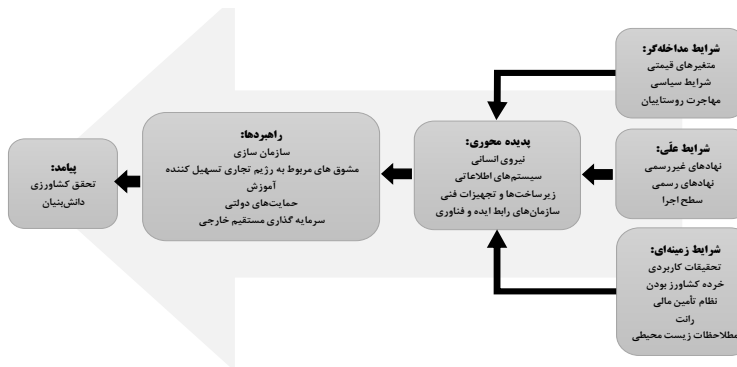 شرایط مداخله‌گر:
متغیرهای قیمتی
شرایط سیاسی
مهاجرت روستاییان
شرایط علّی:
نهادهای غیررسمی
نهادهای رسمی
سطح اجرا
شرایط زمینه‌ای:
تحقیقات کاربردی
خرده کشاورز بودن
نظام تأمین مالی
رانت
ملاحظات زیست محیطی
پدیده محوری:
نیروی انسانی
سیستم‌های اطلاعاتی
زیرساخت‌ها و تجهیزات فنی
سازمان‌های رابط ایده و فناوری
راهبردها:
سازمان سازی
مشوق های مربوط به رژیم تجاری تسهیل کننده
آموزش
حمایت‌های دولتی
سرمایه گذاری مستقیم خارجی
پیامد:
تحقق کشاورزی
دانش‌بنیان